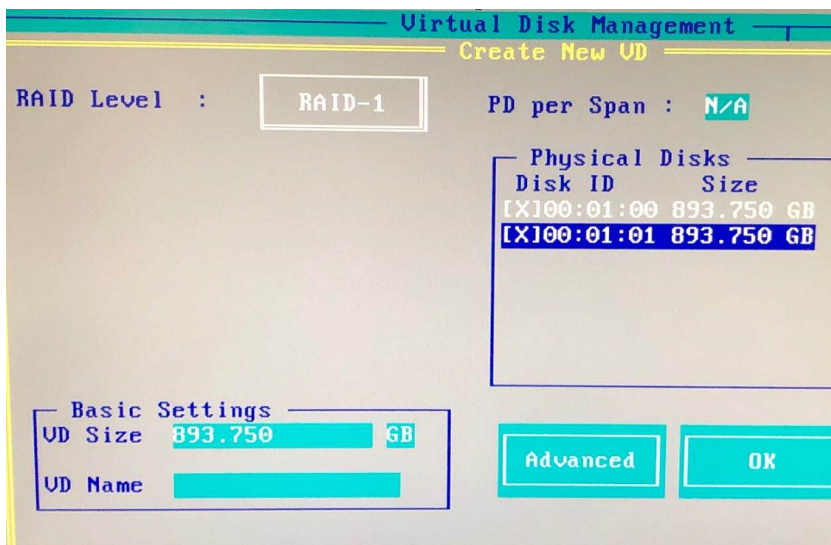 Virtual Disk Management
Create New VD
RAID Level : RAID-1
PD per Span : N/A
Physical Disks
Disk ID Size
[X]00:01:00 893.750 GB
[X]00:01:01 893.750 GB
Basic Settings
VD Size 893.750 GB
VD Name
Advanced
OK